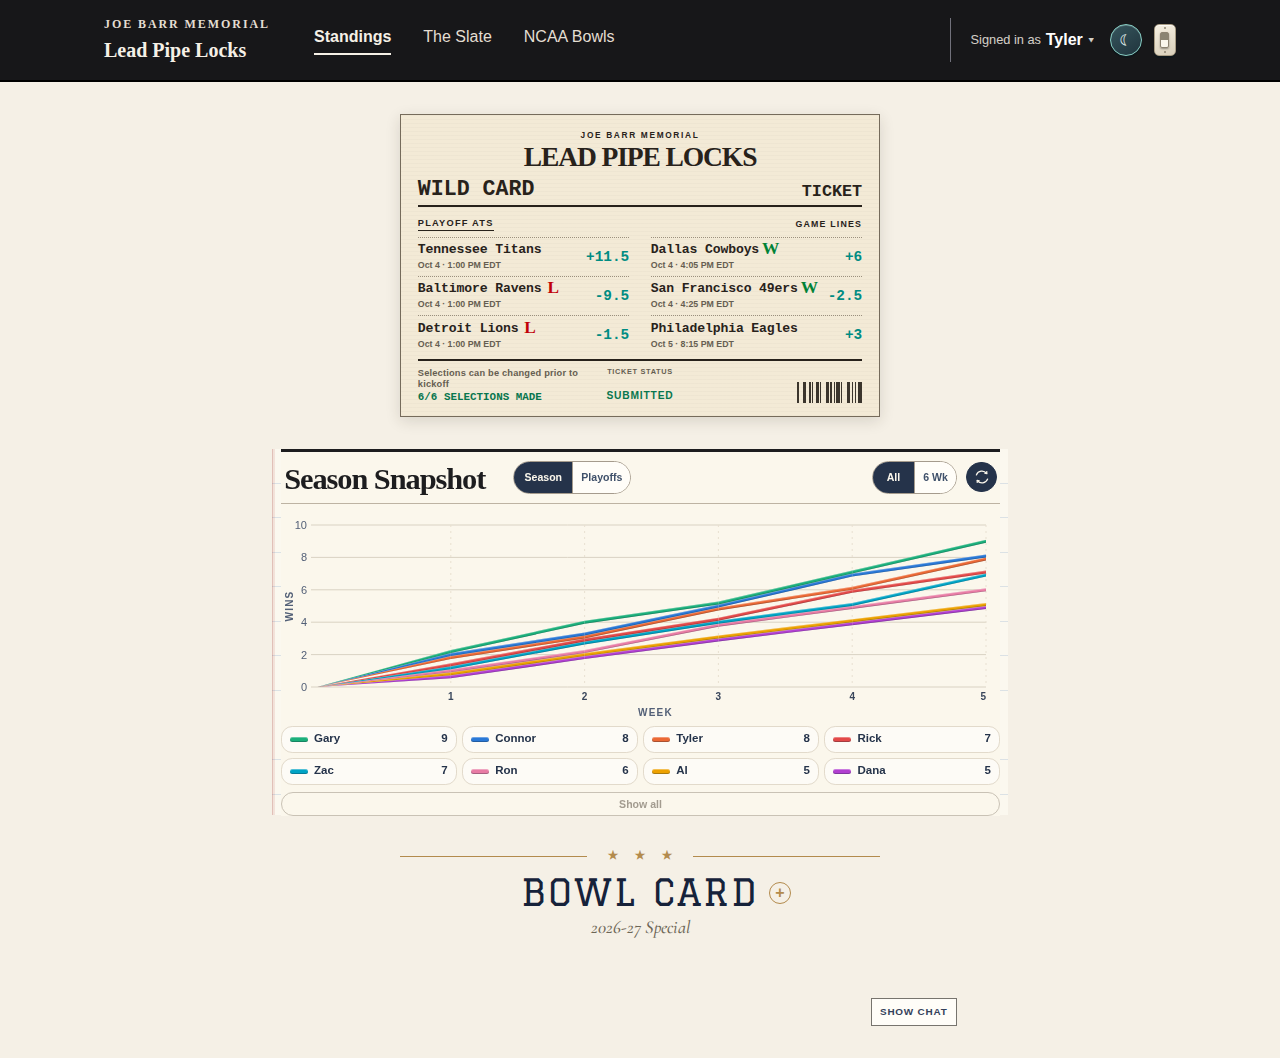 JOE BARR MEMORIAL
Lead Pipe Locks
Standings
The Slate
NCAA Bowls
Signed in as Tyler
JOE BARR MEMORIAL
LEAD PIPE LOCKS
WILD CARD
TICKET
PLAYOFF ATS
GAME LINES
Tennessee Titans
+11.5
Oct 4 · 1:00 PM EDT
Dallas Cowboys W
+6
Oct 4 · 4:05 PM EDT
Baltimore Ravens L
-9.5
Oct 4 · 1:00 PM EDT
San Francisco 49ers W
-2.5
Oct 4 · 4:25 PM EDT
Detroit Lions L
-1.5
Oct 4 · 1:00 PM EDT
Philadelphia Eagles
+3
Oct 5 · 8:15 PM EDT
Selections can be changed prior to
kickoff
6/6 SELECTIONS MADE
TICKET STATUS
SUBMITTED
Season Snapshot
Season
Playoffs
All
6 Wk
10
8
6
4
2
0
WINS
1
2
3
4
5
WEEK
Gary 9
Connor 8
Tyler 8
Rick 7
Zac 7
Ron 6
Al 5
Dana 5
Show all
★ ★ ★
BOWL CARD +
2026-27 Special
SHOW CHAT